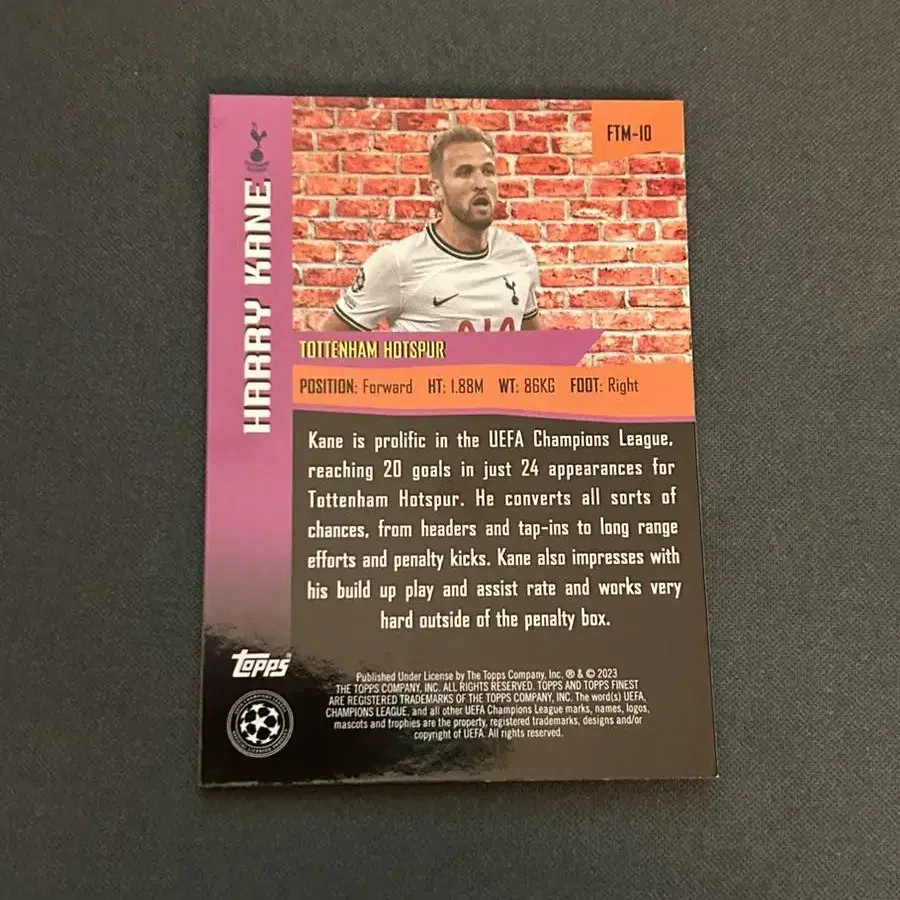 FTM-10
HARRY KANE
AIA
TOTTENHAM HOTSPUR
POSITION: Forward HT: 1.88M WT: 86KG FOOT: Right
Kane is prolific in the UEFA Champions League,
reaching 20 goals in just 24 appearances for
Tottenham Hotspur. He converts all sorts of
chances, from headers and tap-ins to long range
efforts and penalty kicks. Kane also impresses with
his build up play and assist rate and works very
hard outside of the penalty box.
TOPPS®
Published Under License by The Topps Company, Inc. ® & © 2023
THE TOPPS COMPANY, INC. ALL RIGHTS RESERVED. TOPPS AND TOPPS FINEST
ARE REGISTERED TRADEMARKS OF THE TOPPS COMPANY, INC. The word(s) UEFA,
CHAMPIONS LEAGUE, and all other UEFA Champions League marks, names, logos,
mascots and trophies are the property, registered trademarks, designs and/or
copyright of UEFA. All rights reserved.